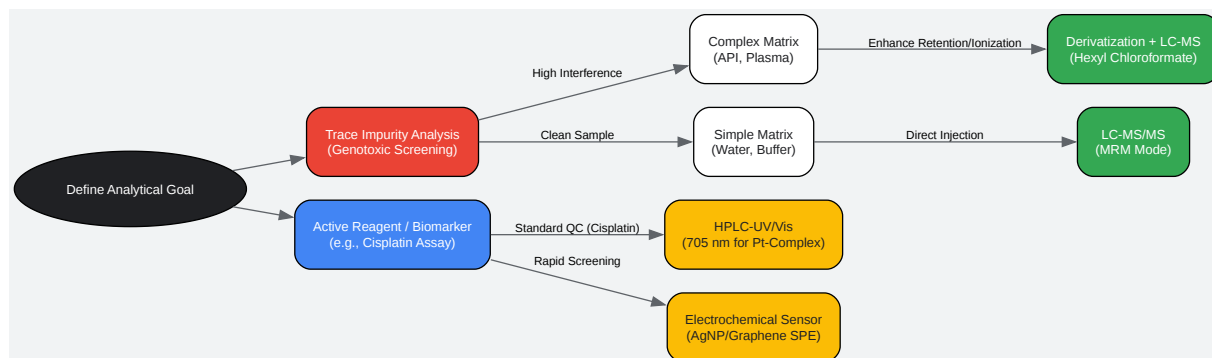 Define Analytical Goal
Trace Impurity Analysis
(Genotoxic Screening)
High Interference
Complex Matrix
(API, Plasma)
Enhance Retention/Ionization
Derivatization + LC-MS
(Hexyl Chloroformate)
Clean Sample
Simple Matrix
(Water, Buffer)
Direct Injection
LC-MS/MS
(MRM Mode)
Active Reagent / Biomarker
(e.g., Cisplatin Assay)
Standard QC (Cisplatin)
HPLC-UV/Vis
(705 nm for Pt-Complex)
Rapid Screening
Electrochemical Sensor
(AgNP/Graphene SPE)